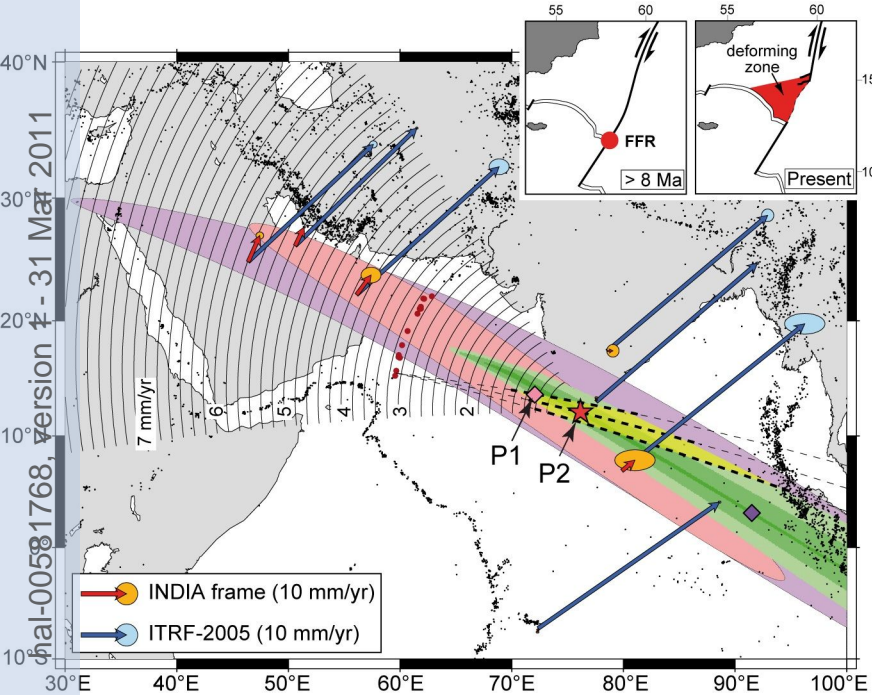 55 60
55 60
deforming
zone
15
10
FFR
> 8 Ma
Present
40°N
30°
20°
10°
10°S
hal-00581768, version 1 - 31 Mar 2011
7 mm/yr
6
5
4
3
2
P1
P2
INDIA frame (10 mm/yr)
ITRF-2005 (10 mm/yr)
30°E 40°E 50°E 60°E 70°E 80°E 90°E 100°E